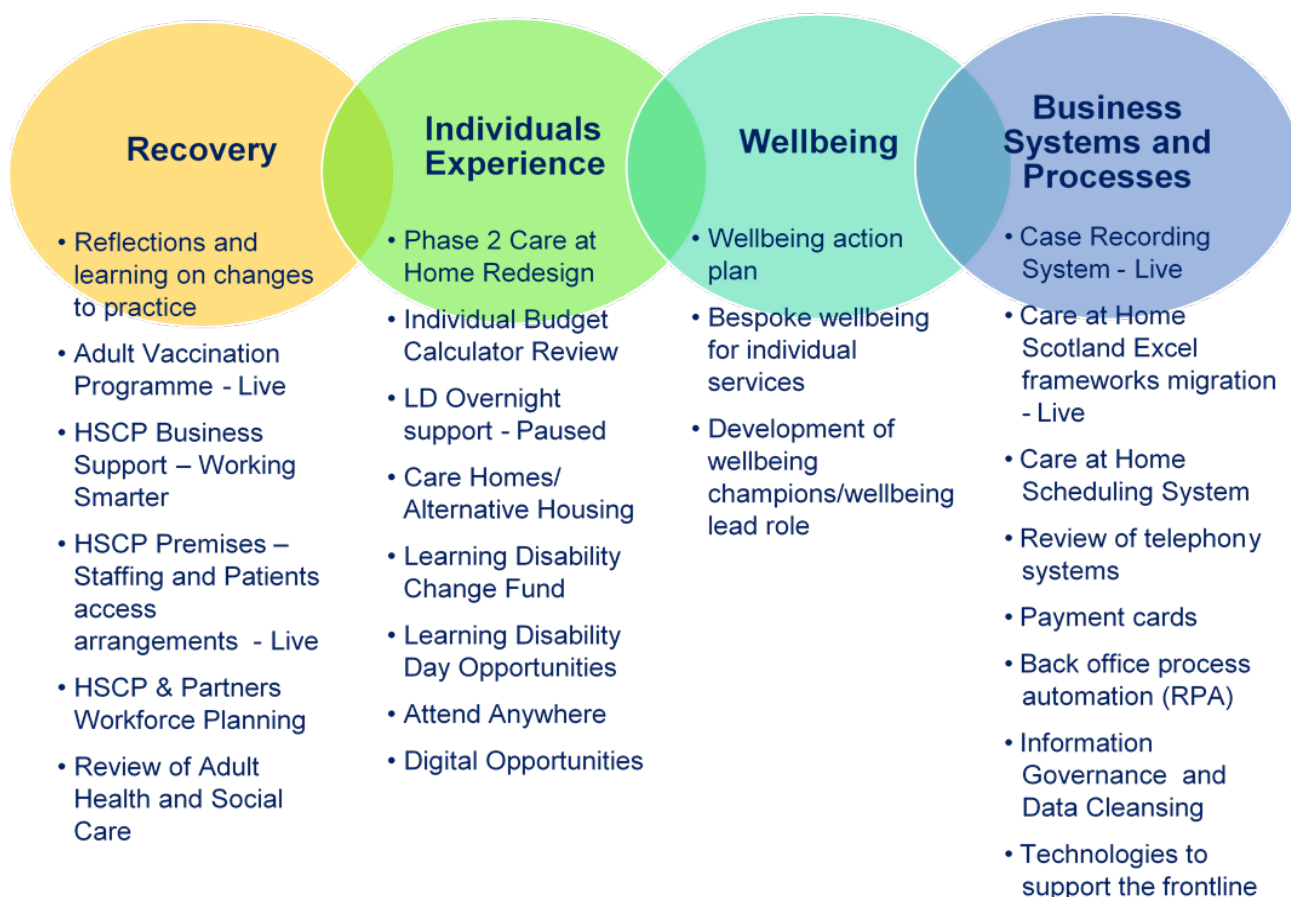 Recovery
• Reflections and
learning on changes
to practice
• Adult Vaccination
Programme - Live
• HSCP Business
Support – Working
Smarter
• HSCP Premises –
Staffing and Patients
access
arrangements - Live
• HSCP & Partners
Workforce Planning
• Review of Adult
Health and Social
Care
Individuals
Experience
• Phase 2 Care at
Home Redesign
• Individual Budget
Calculator Review
• LD Overnight
support - Paused
• Care Homes/
Alternative Housing
• Learning Disability
Change Fund
• Learning Disability
Day Opportunities
• Attend Anywhere
• Digital Opportunities
Wellbeing
• Wellbeing action
plan
• Bespoke wellbeing
for individual
services
• Development of
wellbeing
champions/wellbeing
lead role
Business
Systems and
Processes
• Case Recording
System - Live
• Care at Home
Scotland Excel
frameworks migration
- Live
• Care at Home
Scheduling System
• Review of telephony
systems
• Payment cards
• Back office process
automation (RPA)
• Information
Governance and
Data Cleansing
• Technologies to
support the frontline